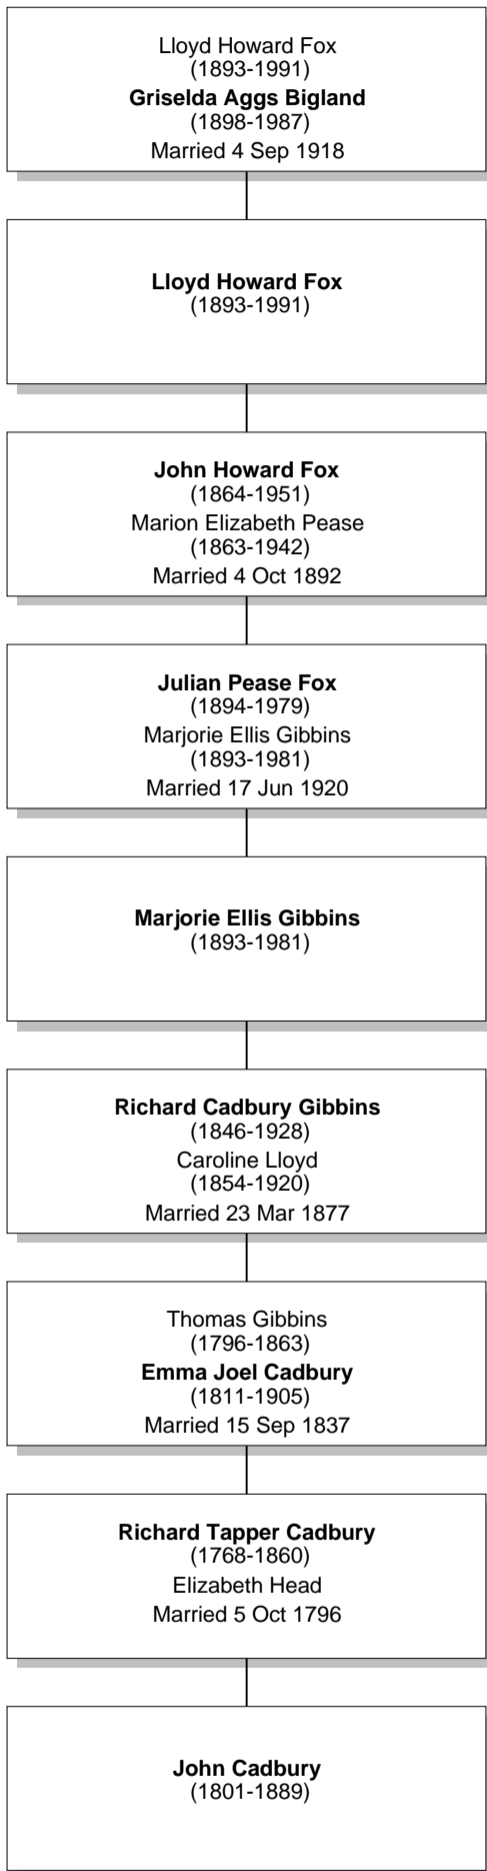 Lloyd Howard Fox
(1893-1991)
Griselda Aggs Bigland
(1898-1987)
Married 4 Sep 1918
Lloyd Howard Fox
(1893-1991)
John Howard Fox
(1864-1951)
Marion Elizabeth Pease
(1863-1942)
Married 4 Oct 1892
Julian Pease Fox
(1894-1979)
Marjorie Ellis Gibbins
(1893-1981)
Married 17 Jun 1920
Marjorie Ellis Gibbins
(1893-1981)
Richard Cadbury Gibbins
(1846-1928)
Caroline Lloyd
(1854-1920)
Married 23 Mar 1877
Thomas Gibbins
(1796-1863)
Emma Joel Cadbury
(1811-1905)
Married 15 Sep 1837
Richard Tapper Cadbury
(1768-1860)
Elizabeth Head
Married 5 Oct 1796
John Cadbury
(1801-1889)